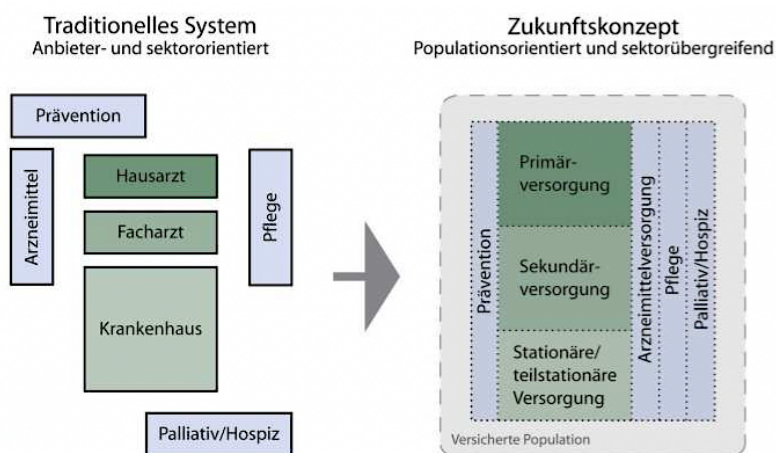 Traditionelles System
Anbieter- und sektororientiert
Prävention
Arzneimittel
Hausarzt
Facharzt
Krankenhaus
Pflege
Palliativ/Hospiz
Zukunftskonzept
Populationsorientiert und sektorübergreifend
Prävention
Primär-
versorgung
Sekundär-
versorgung
Stationäre/
teilstationäre
Versorgung
Arzneimittelversorgung
Pflege
Palliativ/Hospiz
Versicherte Population